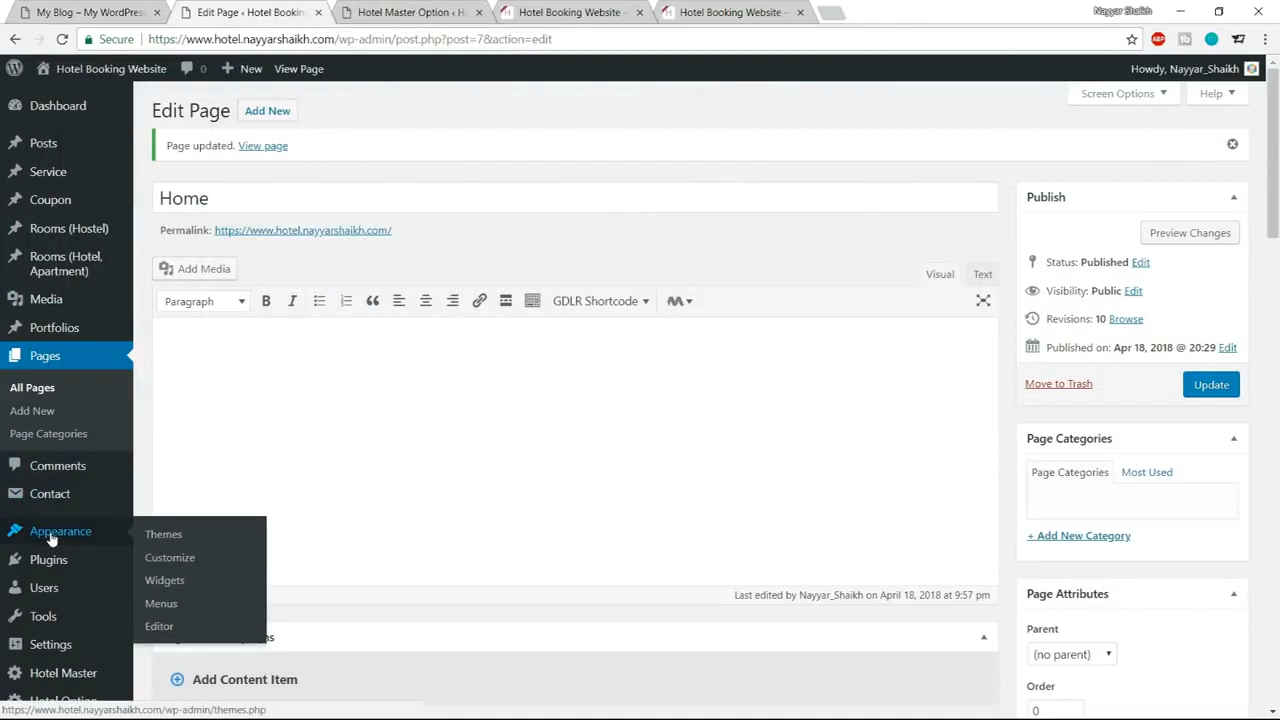 My Blog – My WordPres
Edit Page ‹ Hotel Bookin
Hotel Master Option ‹
Hotel Booking Website –
Hotel Booking Website –
Nayyar Shaikh
Secure
https://www.hotel.nayyarshaikh.com/wp-admin/post.php?post=7&action=edit
ABP
Hotel Booking Website
0
New
View Page
Howdy, Nayyar_Shaikh
Dashboard
Posts
Service
Coupon
Rooms (Hostel)
Rooms (Hotel,
Apartment)
Media
Portfolios
Pages
All Pages
Add New
Page Categories
Comments
Contact
Appearance
Plugins
Users
Tools
Settings
Hotel Master
Hotel Option
Themes
Customize
Widgets
Menus
Editor
Edit Page
Add New
Screen Options
Help
Page updated. View page
Home
Permalink: https://www.hotel.nayyarshaikh.com/
Add Media
Visual
Text
Paragraph
B
I
GDLR Shortcode
Last edited by Nayyar_Shaikh on April 18, 2018 at 9:57 pm
Add Content Item
Publish
Preview Changes
Status: Published Edit
Visibility: Public Edit
Revisions: 10 Browse
Published on: Apr 18, 2018 @ 20:29 Edit
Move to Trash
Update
Page Categories
Page Categories
Most Used
+ Add New Category
Page Attributes
Parent
(no parent)
Order
0
https://www.hotel.nayyarshaikh.com/wp-admin/themes.php